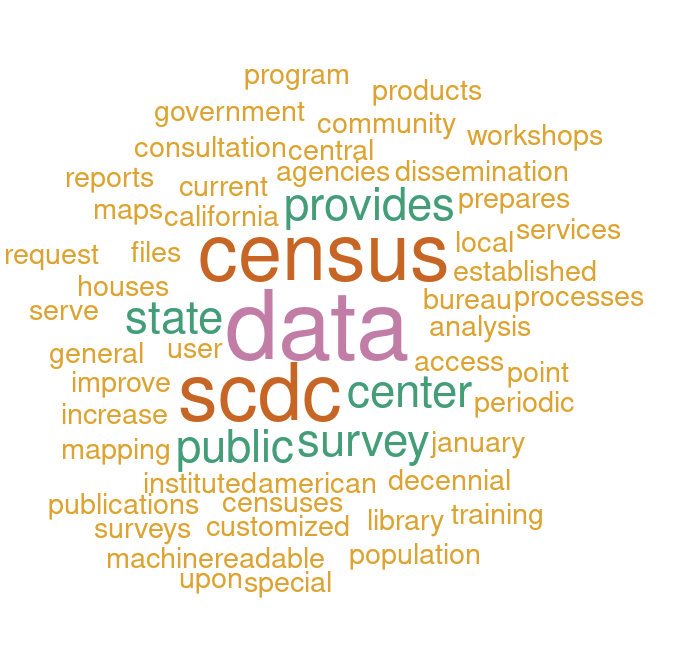 program
products
government
community
workshops
consultation central
reports current agencies dissemination
maps california provides prepares
request files census local services
houses established
serve state data bureau processes
analysis
general user access point
improve scdc center periodic
increase
mapping public survey january
instituted american decennial
publications censuses
surveys customized library training
machinereadable population
upon special